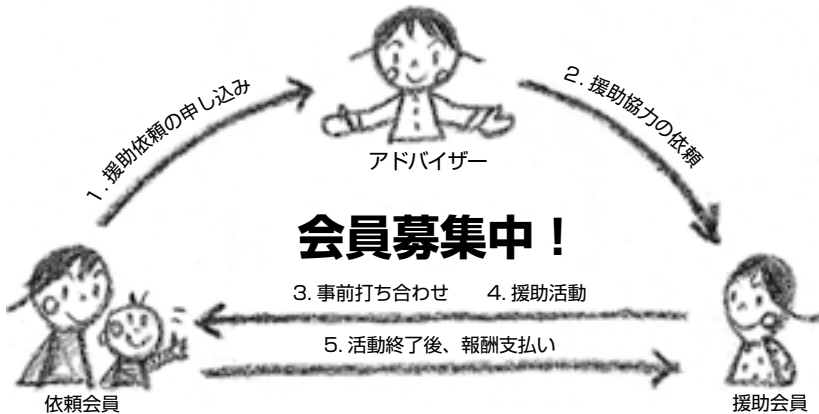 1. 援助依頼の申し込み
2. 援助協力の依頼
アドバイザー
会員募集中！
3. 事前打ち合わせ　4. 援助活動
5. 活動終了後、報酬支払い
依頼会員
援助会員